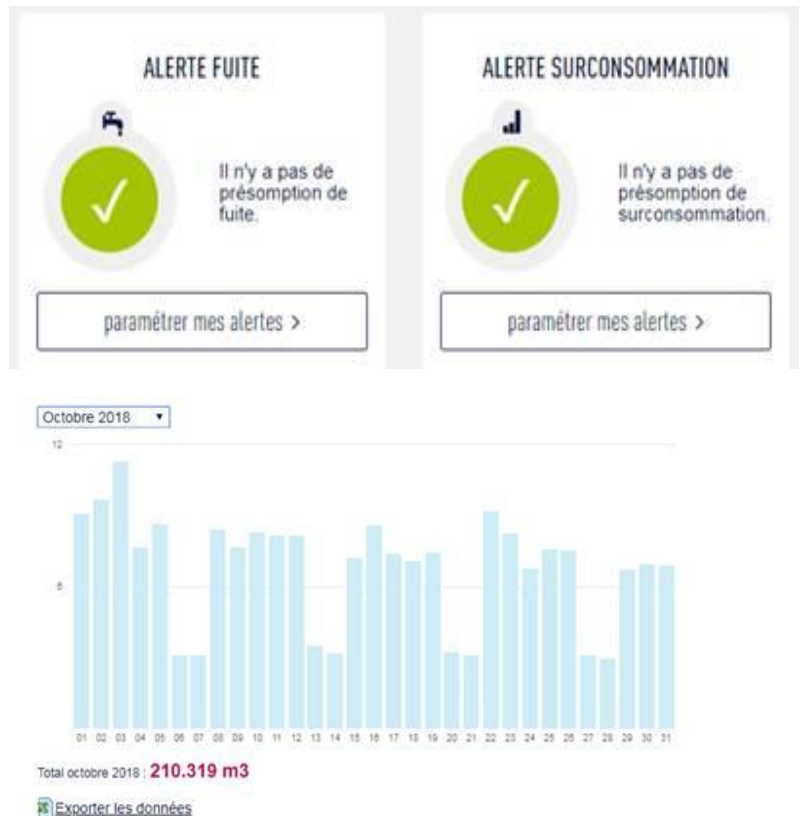 ALERTE FUITE
Il n'y a pas de
présomption de
fuite.
paramétrer mes alertes >
ALERTE SURCONSOMMATION
Il n'y a pas de
présomption de
surconsommation.
paramétrer mes alertes >
Octobre 2018
12
6
01 02 03 04 05 06 07 08 09 10 11 12 13 14 15 16 17 18 19 20 21 22 23 24 25 26 27 28 29 30 31
Total octobre 2018 : 210.319 m3
Exporter les données